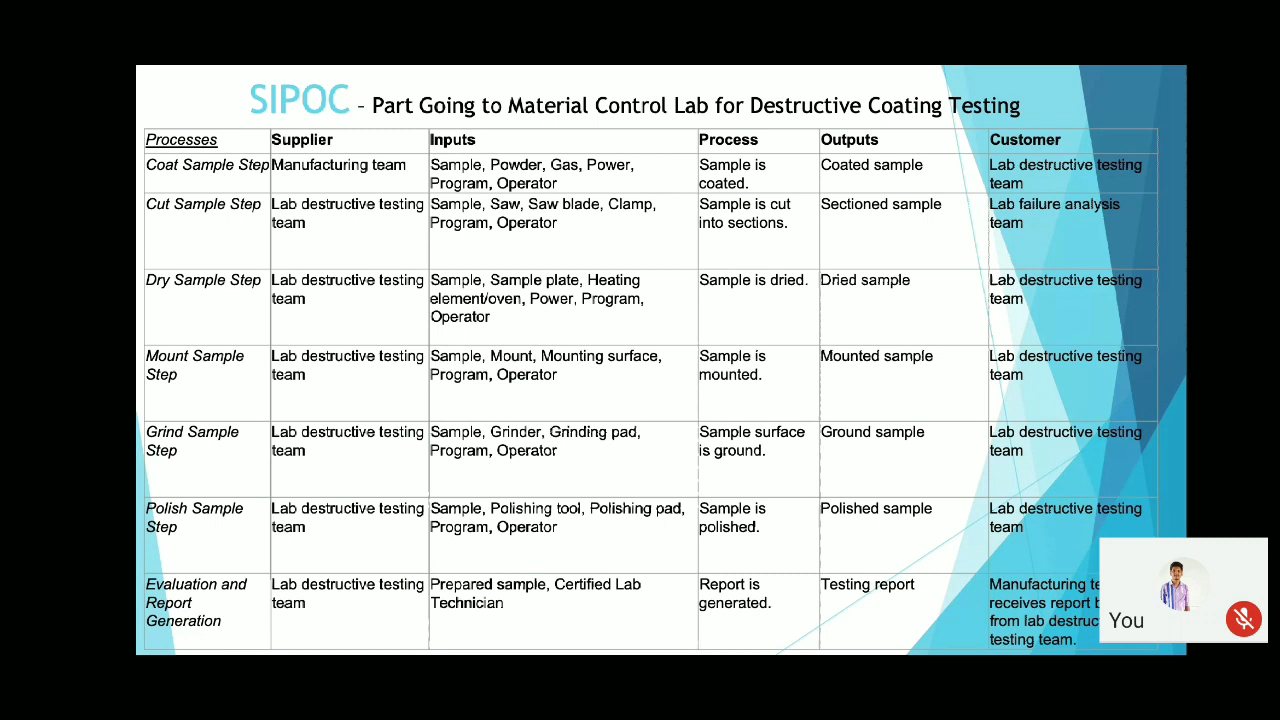 SIPOC – Part Going to Material Control Lab for Destructive Coating Testing
Processes Supplier Inputs Process Outputs Customer
Coat Sample Step Manufacturing team Sample, Powder, Gas, Power, Sample is Coated sample Lab destructive testing
Program, Operator coated. team
Cut Sample Step Lab destructive testing Sample, Saw, Saw blade, Clamp, Sample is cut Sectioned sample Lab failure analysis
team Program, Operator into sections. team
Dry Sample Step Lab destructive testing Sample, Sample plate, Heating Sample is dried. Dried sample Lab destructive testing
team element/oven, Power, Program, team
Operator
Mount Sample Lab destructive testing Sample, Mount, Mounting surface, Sample is Mounted sample Lab destructive testing
Step team Program, Operator mounted. team
Grind Sample Lab destructive testing Sample, Grinder, Grinding pad, Sample surface Ground sample Lab destructive testing
Step team Program, Operator is ground. team
Polish Sample Lab destructive testing Sample, Polishing tool, Polishing pad, Sample is Polished sample Lab destructive testing
Step team Program, Operator polished. team
Evaluation and Lab destructive testing Prepared sample, Certified Lab Report is Testing report Manufacturing
Report team Technician generated. receives report
Generation from lab
testing team.
You